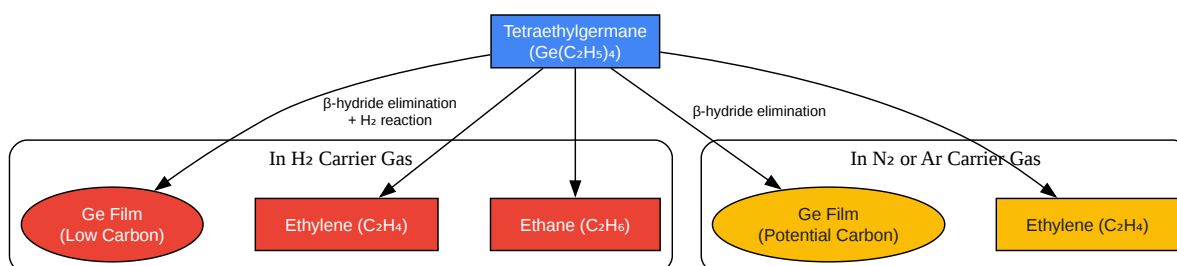 Tetraethylgermane
(Ge(C₂H₅)₄)
β-hydride elimination
+ H₂ reaction
β-hydride elimination
In H₂ Carrier Gas
In N₂ or Ar Carrier Gas
Ge Film
(Low Carbon)
Ethylene (C₂H₄)
Ethane (C₂H₆)
Ge Film
(Potential Carbon)
Ethylene (C₂H₄)